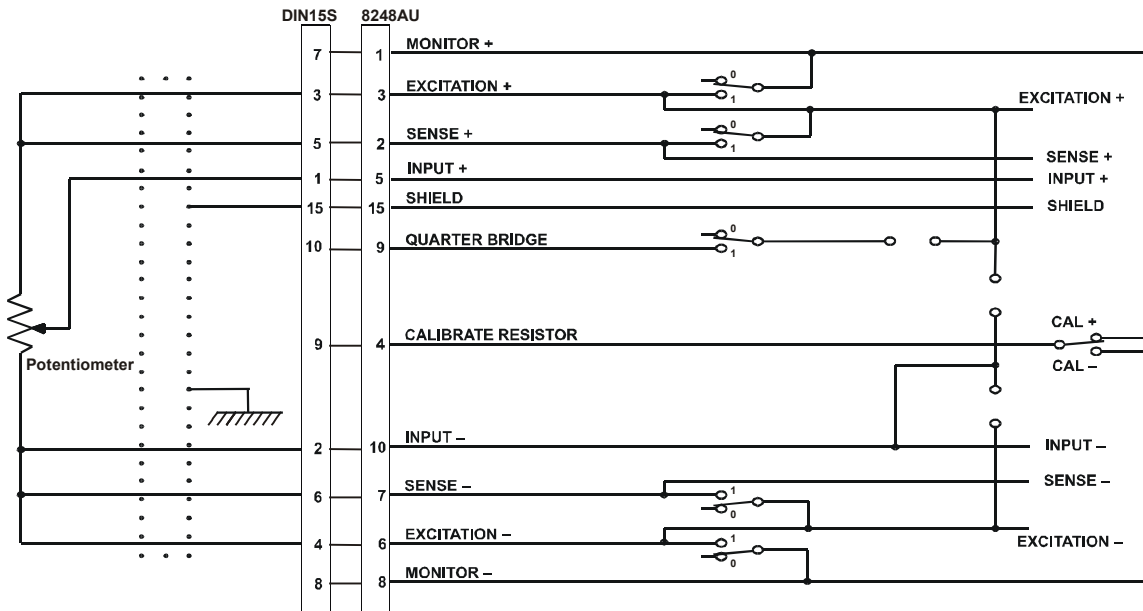 DIN15S 8248AU
7 1 MONITOR +
0
1
3 3 EXCITATION + EXCITATION +
0
1
5 2 SENSE +
SENSE +
1 5 INPUT + INPUT +
15 15 SHIELD SHIELD
0
1
10 9 QUARTER BRIDGE
CAL +
9 4 CALIBRATE RESISTOR
CAL –
Potentiometer
2 10 INPUT – INPUT –
6 7 SENSE – SENSE –
1
0
4 6 EXCITATION – EXCITATION –
1
0
8 8 MONITOR –